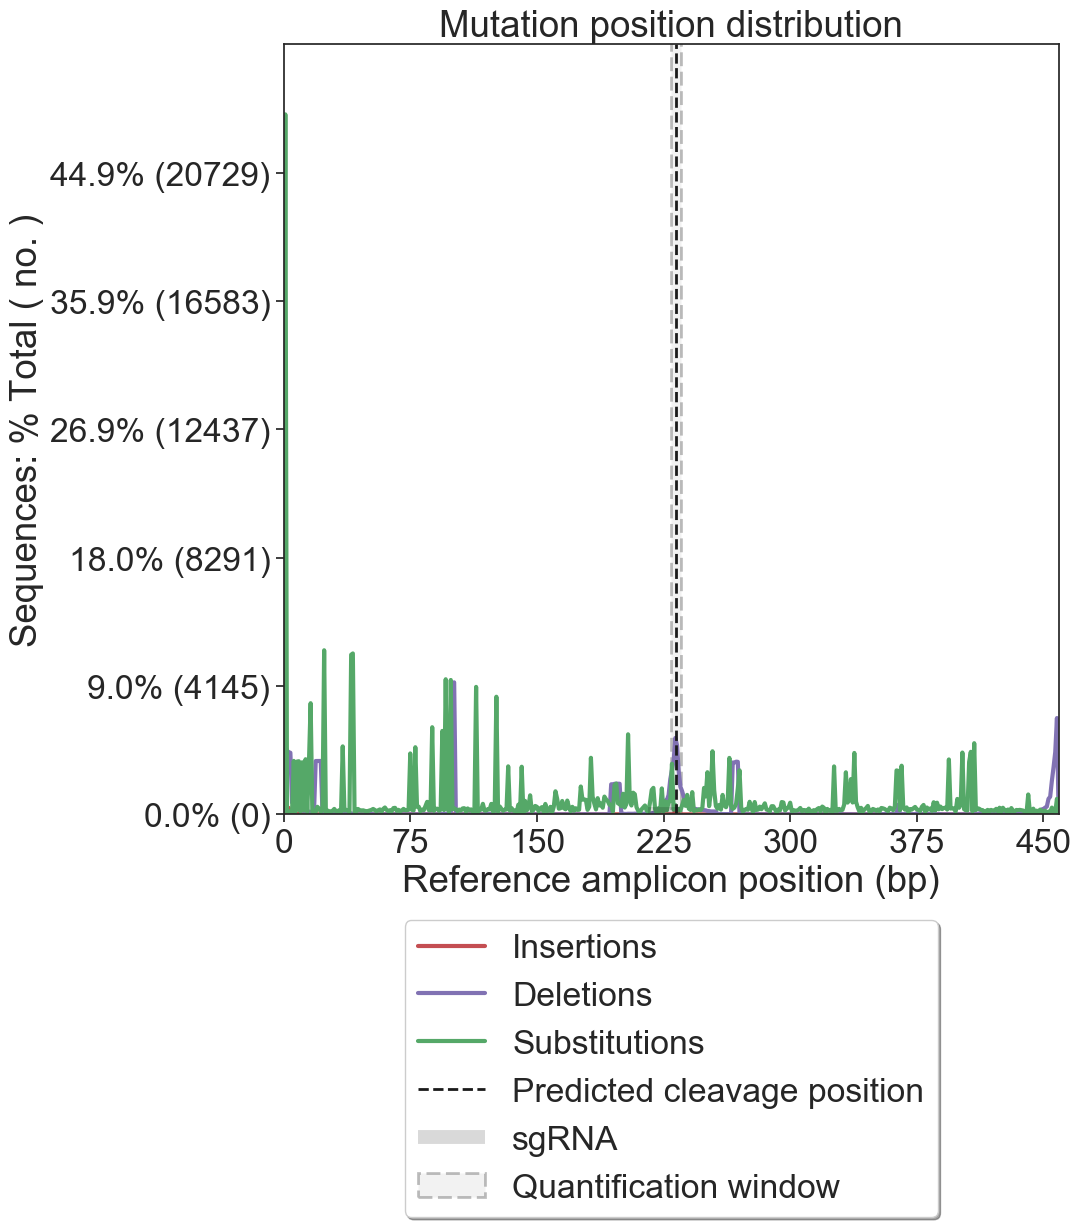 Mutation position distribution
Sequences: % Total ( no. )
44.9% (20729)
35.9% (16583)
26.9% (12437)
18.0% (8291)
9.0% (4145)
0.0% (0)
0 75 150 225 300 375 450
Reference amplicon position (bp)
Insertions
Deletions
Substitutions
Predicted cleavage position
sgRNA
Quantification window